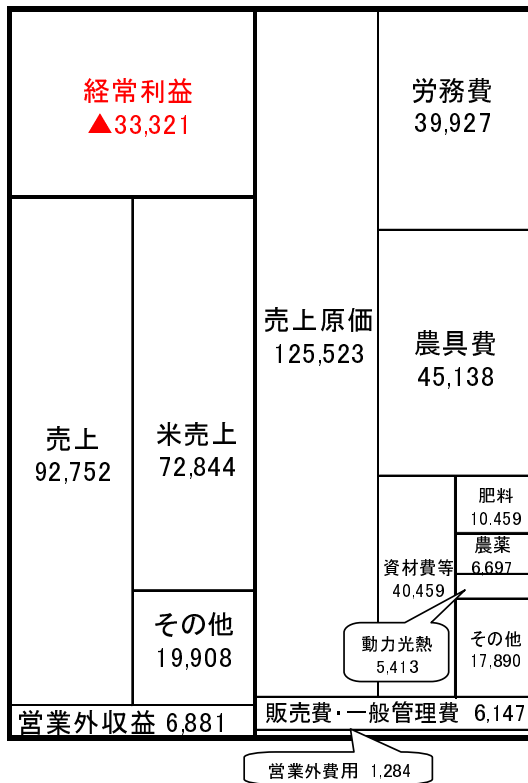 経常利益
▲33,321
売上
92,752
米売上
72,844
その他
19,908
営業外収益 6,881
売上原価
125,523
労務費
39,927
農具費
45,138
資材費等
40,459
肥料
10.459
農薬
6,697
動力光熱
5,413
その他
17,890
販売費・一般管理費 6,147
営業外費用 1,284